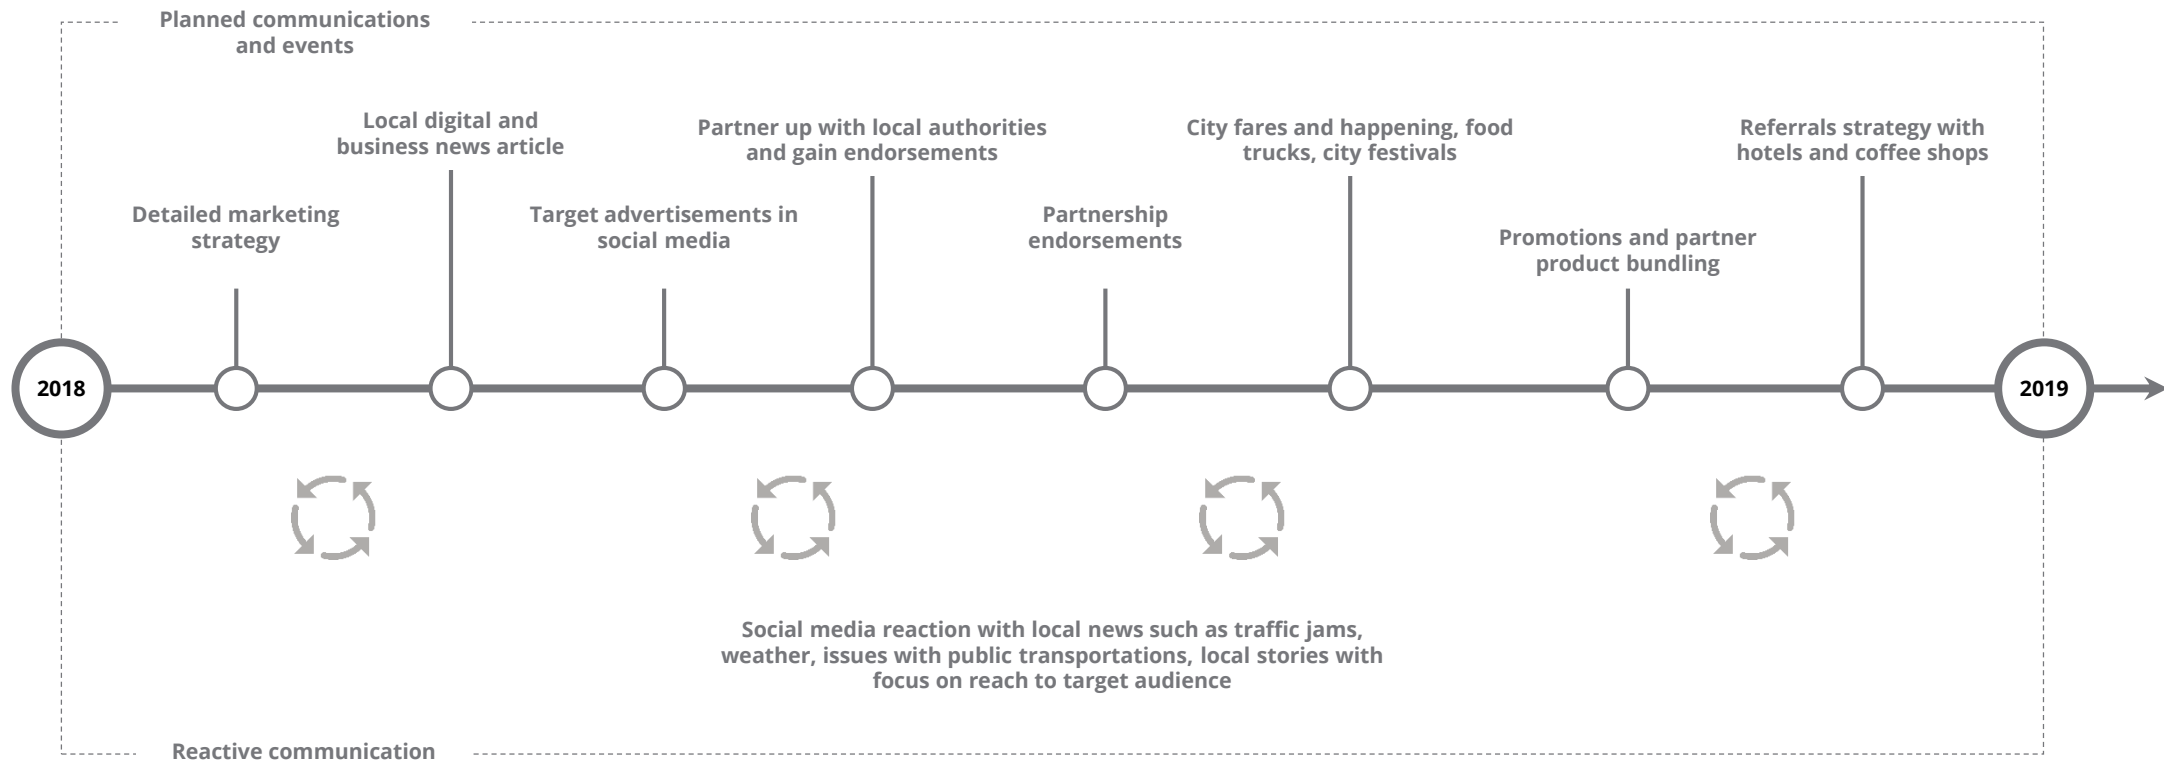 Planned communications
and events
Local digital and
business news article
Partner up with local authorities
and gain endorsements
City fares and happening, food
trucks, city festivals
Referrals strategy with
hotels and coffee shops
Detailed marketing
strategy
Target advertisements in
social media
Partnership
endorsements
Promotions and partner
product bundling
2018
2019
Social media reaction with local news such as traffic jams,
weather, issues with public transportations, local stories with
focus on reach to target audience
Reactive communication